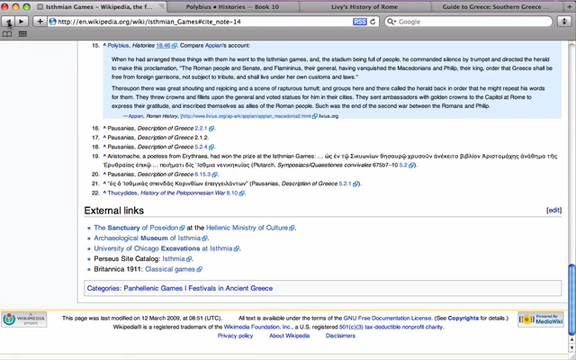 Isthmian Games – Wikipedia, the f...
Polybius • Histories — Book 10
Livy's History of Rome
Guide to Greece: Southern Greece ...
http://en.wikipedia.org/wiki/Isthmian_Games#cite_note-14
RSS
Google
15. ^ Polybius, Histories 18.46 Compare Appian's account:
When he had arranged these things with them he went to the Isthmian games, and, the stadium being full of people, he commanded silence by trumpet and directed the herald
to make this proclamation, "The Roman people and Senate, and Flamininus, their general, having vanquished the Macedonians and Philip, their king, order that Greece shall be
free from foreign garrisons, not subject to tribute, and shall live under her own customs and laws."
Thereupon there was great shouting and rejoicing and a scene of rapturous tumult; and groups here and there called the herald back in order that he might repeat his words
for them. They threw crowns and fillets upon the general and voted statues for him in their cities. They sent ambassadors with golden crowns to the Capitol at Rome to
express their gratitude, and inscribed themselves as allies of the Roman people. Such was the end of the second war between the Romans and Philip.
— Appian, Roman History, [http://www.livius.org/ap-ark/appian/appian_macedonia2.html] livius.org
16. ^ Pausanias, Description of Greece 2.2.1
17. ^ Pausanias, Description of Greece 2.1.2.
18. ^ Pausanias, Description of Greece 5.2.4
19. ^ Aristomache, a poetess from Erythraea, had won the prize at the Isthmian Games: ... ὡς ἐν τῷ Σικυωνίων θησαυρῷ χρυσοῦν ἀνέκειτο βιβλίον Ἀριστομάχης ἀνάθημα τῆς
Ἐρυθραίας ἐπικῷ ... ποιήματι δὶς Ἴσθμια νενικηκυίας (Plutarch, Symposiacs/Quaestiones convivales 675b7-10 5.2).
20. ^ Pausanias, Description of Greece 6.15.3
21. ^ "ἐς δ Ἰσθμικὰς σπονδὰς Κορινθίων ἐπαγγελλόντων" (Pausanias, Description of Greece 5.2.1)
22. ^ Thucydides, History of the Peloponnesian War 8.10
External links
[edit]
The Sanctuary of Poseidon at the Hellenic Ministry of Culture.
Archaeological Museum of Isthmia.
University of Chicago Excavations at Isthmia
Perseus Site Catalog: Isthmia
Britannica 1911: Classical games
Categories: Panhellenic Games | Festivals in Ancient Greece
WIKIMEDIA
project
This page was last modified on 12 March 2009, at 08:51 (UTC). All text is available under the terms of the GNU Free Documentation License. (See Copyrights for details.)
Wikipedia® is a registered trademark of the Wikimedia Foundation, Inc., a U.S. registered 501(c)(3) tax-deductible nonprofit charity.
Privacy policy About Wikipedia Disclaimers
Powered By
MediaWiki